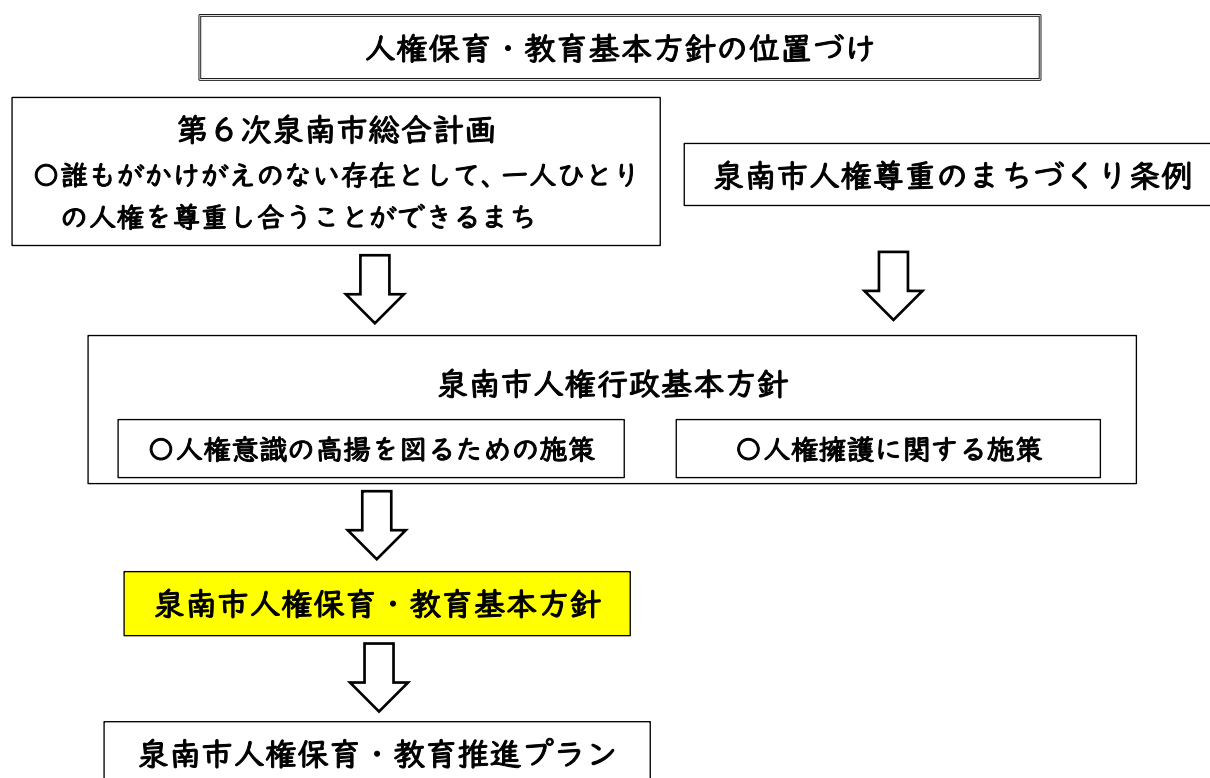 人権保育・教育基本方針の位置づけ
第６次泉南市総合計画
○誰もがかけがえのない存在として、一人ひとり
の人権を尊重し合うことができるまち
泉南市人権尊重のまちづくり条例
泉南市人権行政基本方針
○人権意識の高揚を図るための施策
○人権擁護に関する施策
泉南市人権保育・教育基本方針
泉南市人権保育・教育推進プラン